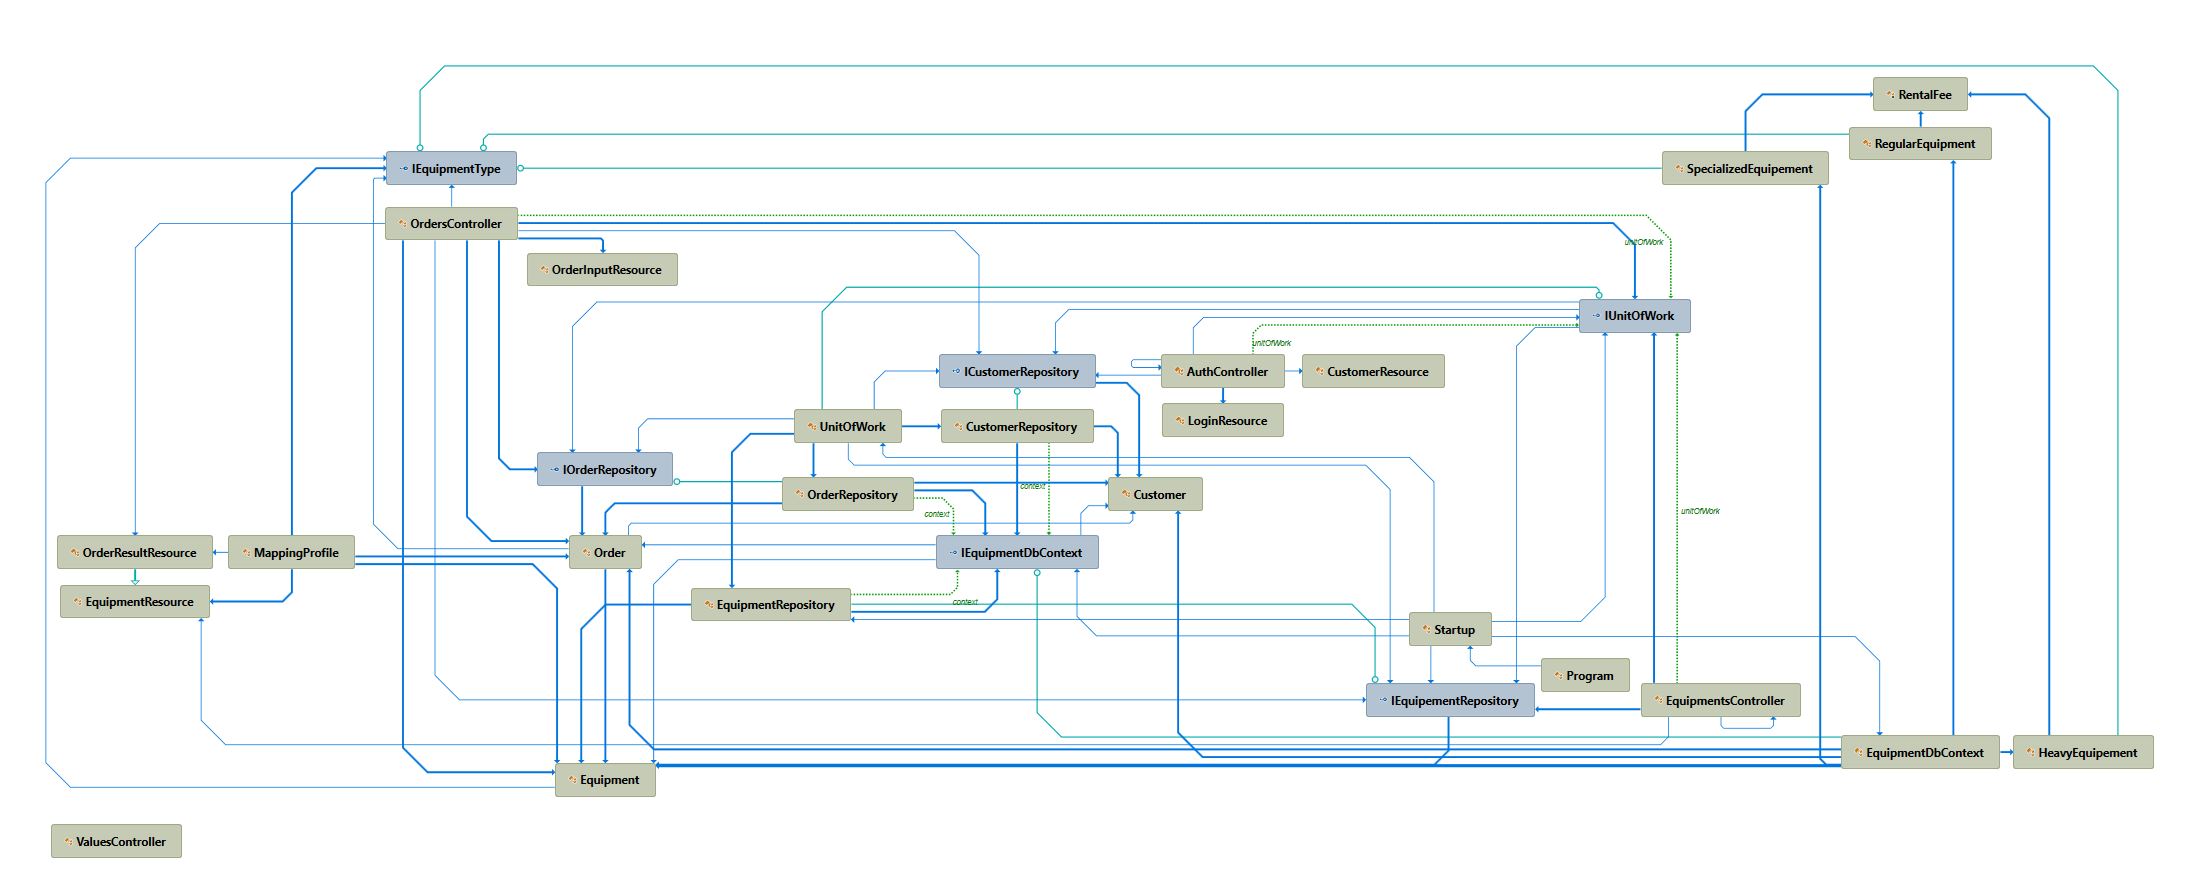 RentalFee
RegularEquipment
IEquipmentType
SpecializedEquipement
OrdersController
unitOfWork
OrderInputResource
IUnitOfWork
unitOfWork
ICustomerRepository
AuthController
CustomerResource
LoginResource
UnitOfWork
CustomerRepository
IOrderRepository
context
OrderRepository
Customer
context
unitOfWork
OrderResultResource
MappingProfile
Order
IEquipmentDbContext
EquipmentResource
EquipmentRepository
context
Startup
Program
IEquipementRepository
EquipmentsController
EquipmentDbContext
HeavyEquipement
Equipment
ValuesController